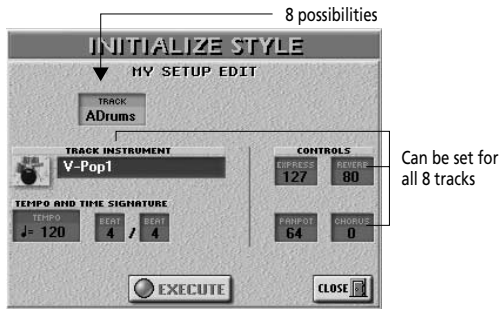 8 possibilities
INITIALIZE STYLE
MY SETUP EDIT
TRACK
ADrums
TRACK INSTRUMENT
V-Pop1
CONTROLS
EXPRESS REVERB
127 80
Can be set for
all 8 tracks
TEMPO AND TIME SIGNATURE
TEMPO BEAT BEAT
♩= 120 4 / 4
PANPOT CHORUS
64 0
EXECUTE
CLOSE